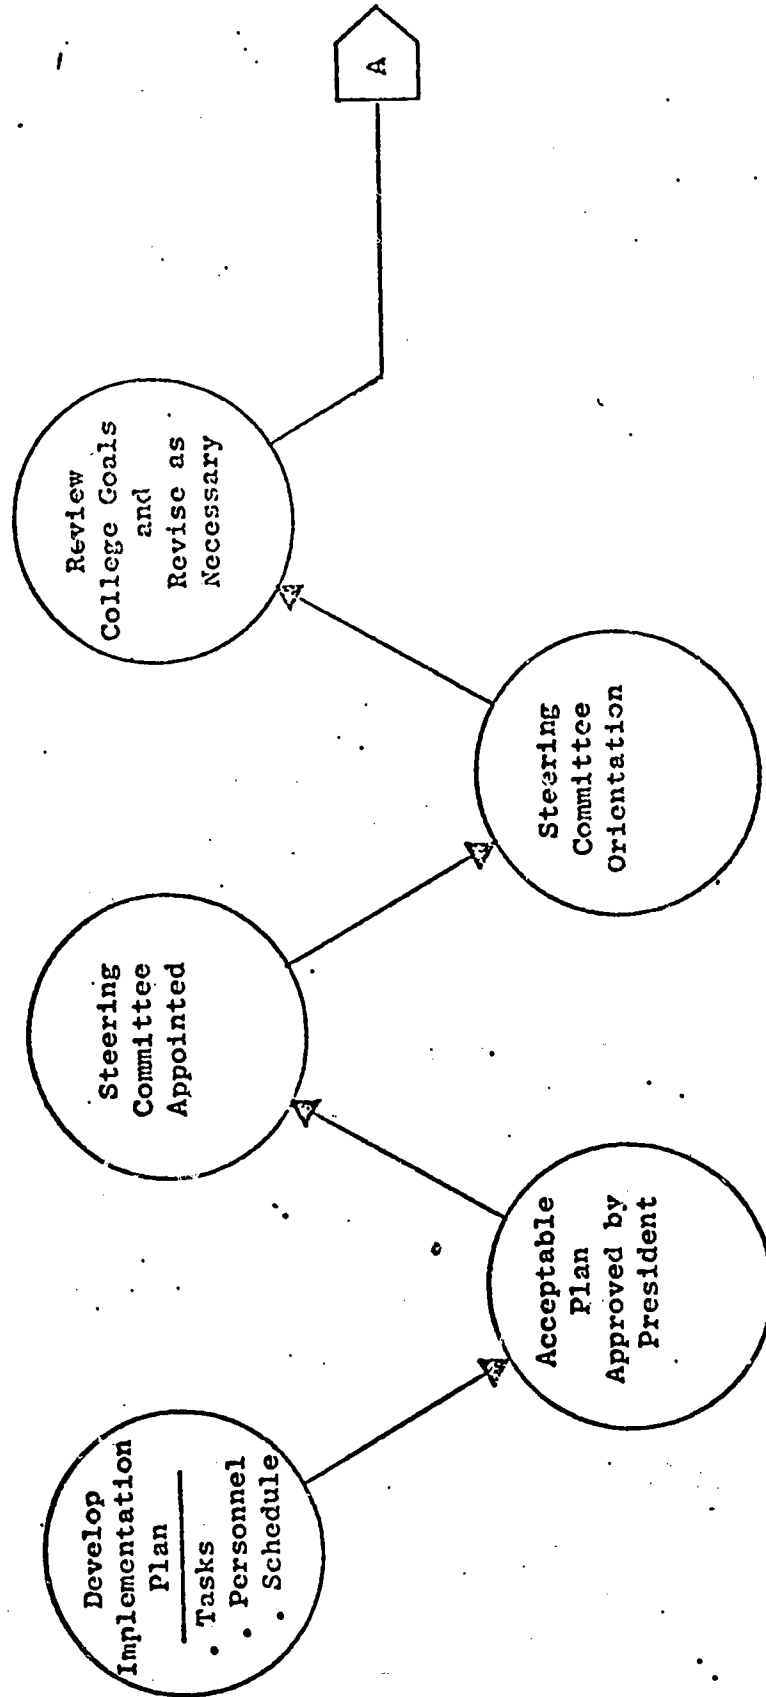 Develop
Implementation
Plan
• Tasks
• Personnel
• Schedule
Acceptable
Plan
Approved by
President
Steering
Committee
Appointed
Steering
Committee
Orientation
Review
College Goals
and
Revise as
Necessary
A